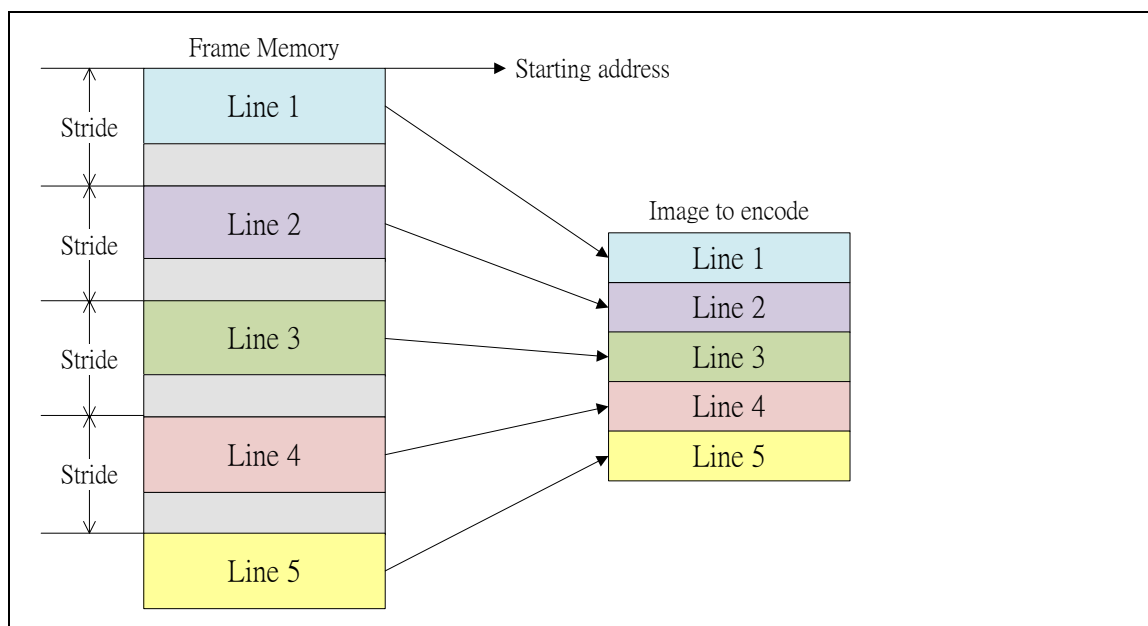 Frame Memory
Starting address
Line 1
Stride
Line 2
Stride
Line 3
Stride
Line 4
Stride
Line 5
Image to encode
Line 1
Line 2
Line 3
Line 4
Line 5